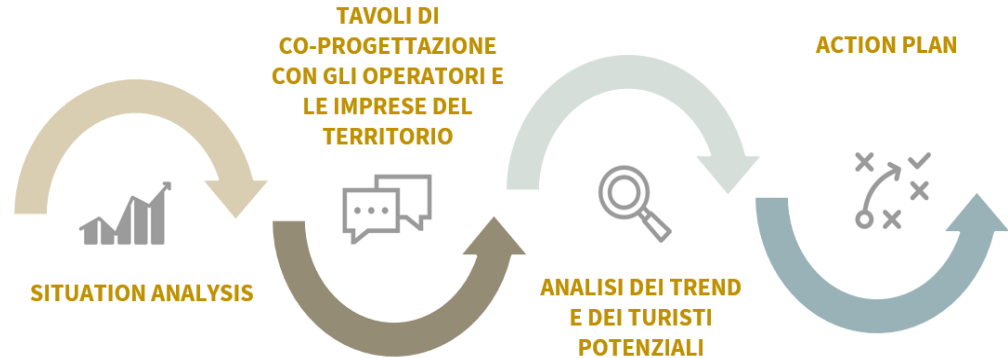 SITUATION ANALYSIS
TAVOLI DI
CO-PROGETTAZIONE
CON GLI OPERATORI E
LE IMPRESE DEL
TERRITORIO
ANALISI DEI TREND
E DEI TURISTI
POTENZIALI
ACTION PLAN